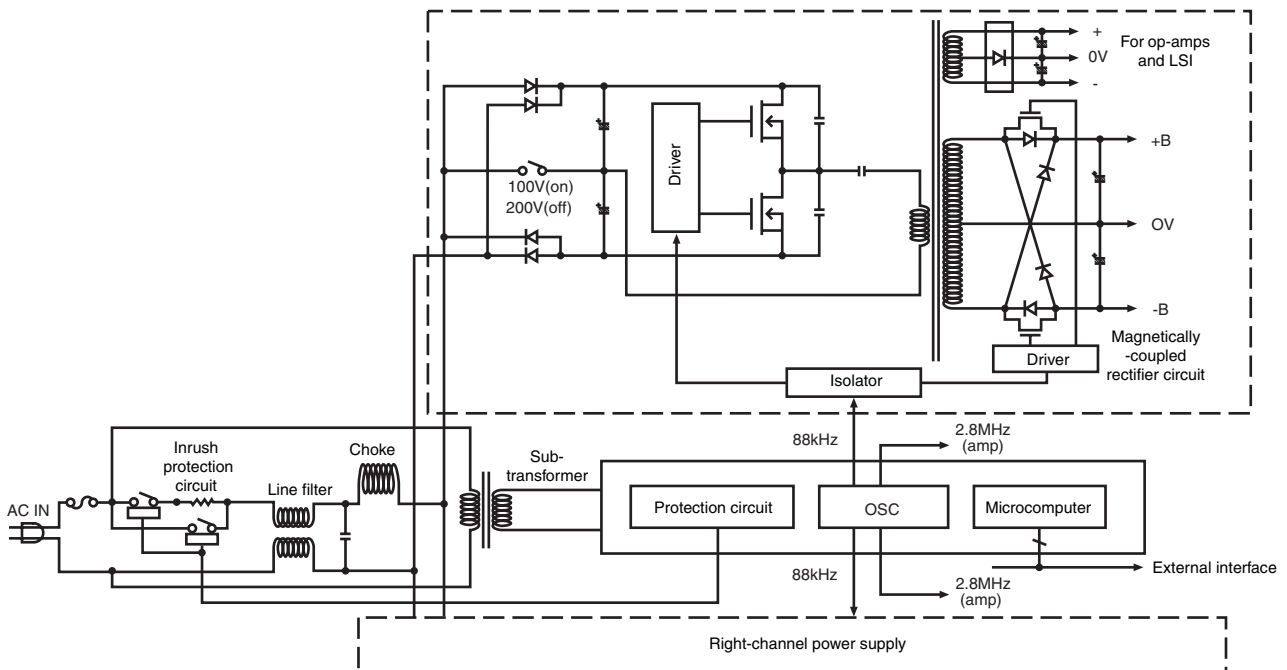 +
0V
-
For op-amps
and LSI
Driver
100V(on)
200V(off)
+B
OV
-B
Magnetically
-coupled
rectifier circuit
Driver
Isolator
88kHz
2.8MHz
(amp)
Inrush
protection
circuit
Choke
Sub-
transformer
Line filter
AC IN
Protection circuit
OSC
Microcomputer
External interface
88kHz
2.8MHz
(amp)
Right-channel power supply